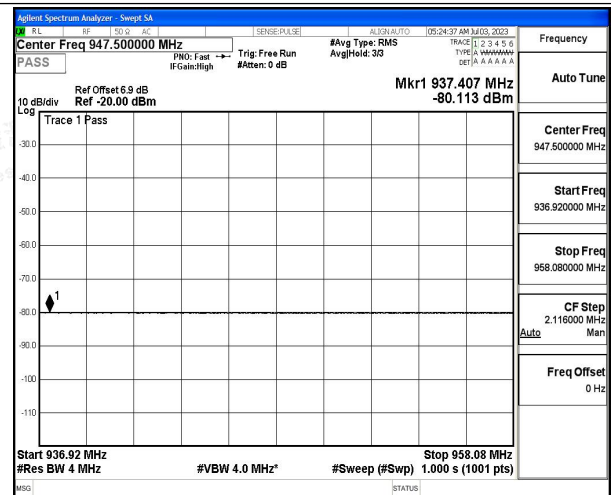 Agilent Spectrum Analyzer - Swept SA
RL RF 50 Ω AC SENSE:PULSE ALIGN AUTO 05:24:37 AM Jul 03, 2023
Center Freq 947.500000 MHz
PASS
PNO: Fast
IFGain:High
Trig: Free Run
#Atten: 0 dB
#Avg Type: RMS
Avg|Hold: 3/3
TRACE 1 2 3 4 5 6
TYPE A WWWWW
DET A A A A A A
Mkr1 937.407 MHz
-80.113 dBm
Ref Offset 6.9 dB
10 dB/div Ref -20.00 dBm
Log
Trace 1 Pass
-30.0
-40.0
-50.0
-60.0
-70.0
1
-80.0
-90.0
-100
-110
Start 936.92 MHz Stop 958.08 MHz
#Res BW 4 MHz #VBW 4.0 MHz* #Sweep (#Swp) 1.000 s (1001 pts)
MSG STATUS
Frequency
Auto Tune
Center Freq
947.500000 MHz
Start Freq
936.920000 MHz
Stop Freq
958.080000 MHz
CF Step
2.116000 MHz
Auto Man
Freq Offset
0 Hz